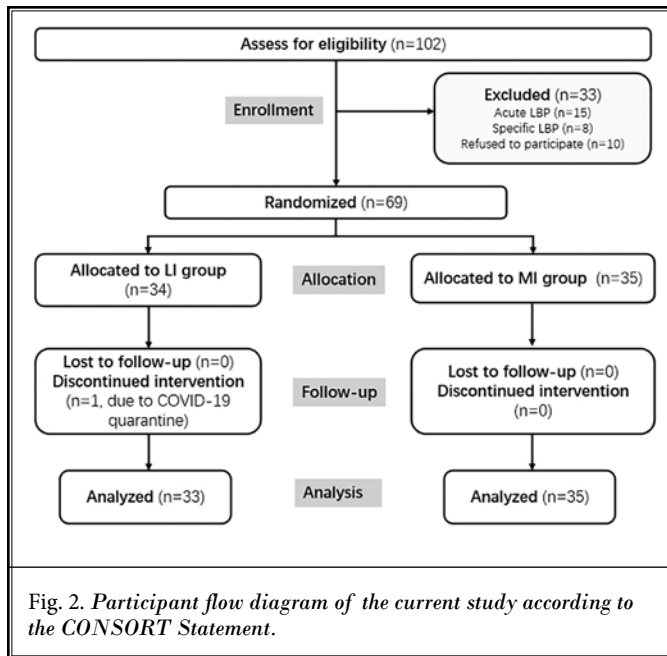 Assess for eligibility (n=102)
Enrollment
Excluded (n=33)
Acute LBP (n=15)
Specific LBP (n=8)
Refused to participate (n=10)
Randomized (n=69)
Allocated to LI group
(n=34)
Allocation
Allocated to MI group (n=35)
Lost to follow-up (n=0)
Discontinued intervention
(n=1, due to COVID-19
quarantine)
Follow-up
Lost to follow-up (n=0)
Discontinued intervention
(n=0)
Analyzed (n=33)
Analysis
Analyzed (n=35)
Fig. 2. Participant flow diagram of the current study according to
the CONSORT Statement.